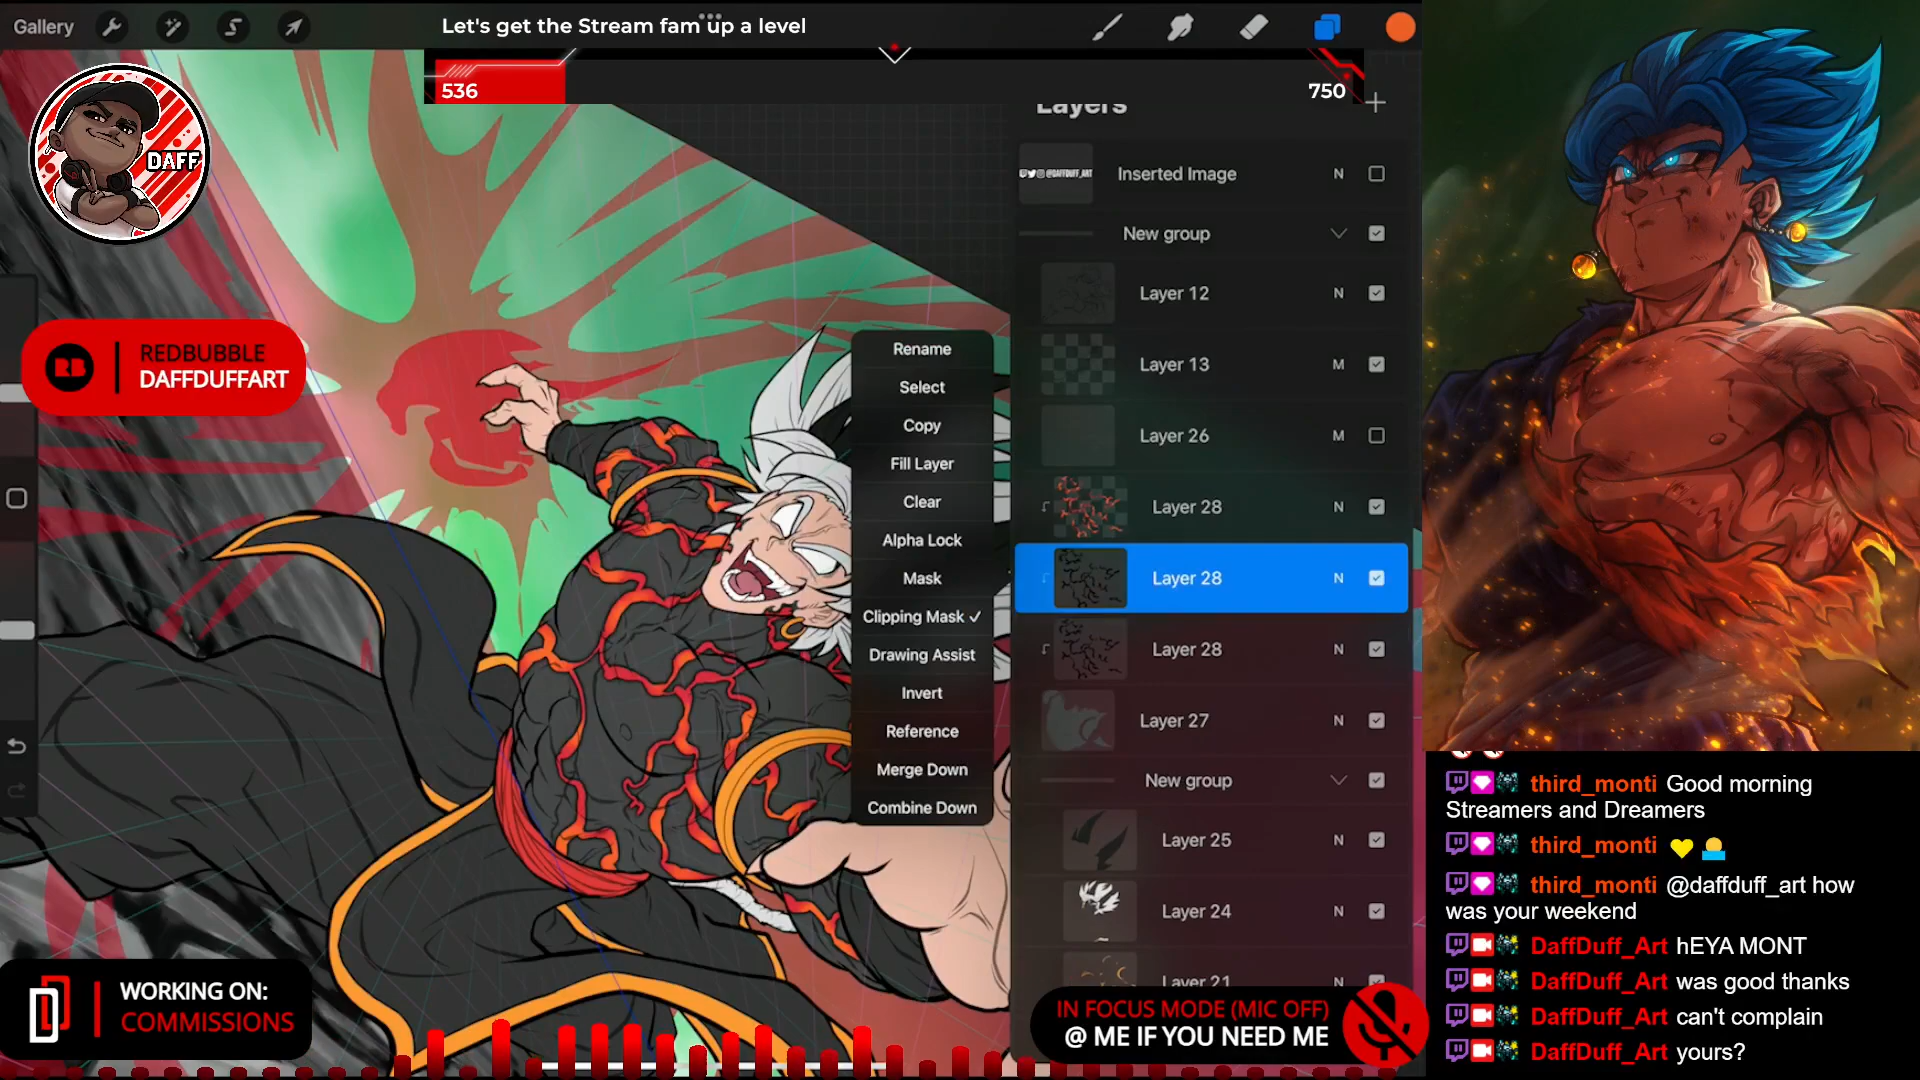 Gallery
Let's get the Stream fam up a level
536
750
Layers
DAFF
REDBUBBLE
DAFFDUFFART
Rename
Select
Copy
Fill Layer
Clear
Alpha Lock
Mask
Clipping Mask
Drawing Assist
Invert
Reference
Merge Down
Combine Down
@DAFFDUFF_ART
Inserted Image N
New group
Layer 12 N
Layer 13 M
Layer 26 M
Layer 28 N
Layer 28 N
Layer 28 N
Layer 27 N
New group
Layer 25 N
Layer 24 N
Layer 21 N
WORKING ON:
COMMISSIONS
IN FOCUS MODE (MIC OFF)
@ ME IF YOU NEED ME
third_monti Good morning
Streamers and Dreamers
third_monti
third_monti @daffduff_art how
was your weekend
DaffDuff_Art hEYA MONT
DaffDuff_Art was good thanks
DaffDuff_Art can't complain
DaffDuff_Art yours?